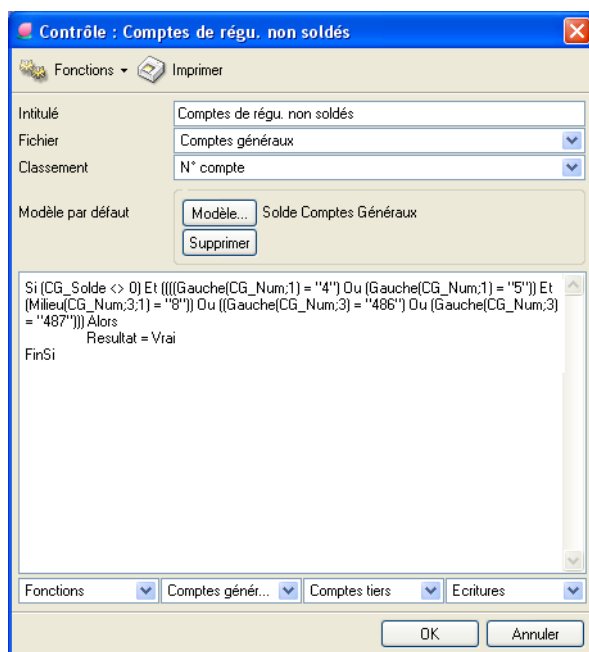 Contrôle : Comptes de régu. non soldés
Fonctions Imprimer
Intitulé Comptes de régu. non soldés
Fichier Comptes généraux
Classement N° compte
Modèle par défaut Modèle... Solde Comptes Généraux
Supprimer
Si (CG_Solde <> 0) Et ((((Gauche(CG_Num;1) = "4") Ou (Gauche(CG_Num;1) = "5")) Et
(Milieu(CG_Num;3;1) = "8")) Ou ((Gauche(CG_Num;3) = "486") Ou (Gauche(CG_Num;3)
= "487"))) Alors
Resultat = Vrai
FinSi
Fonctions Comptes génér... Comptes tiers Ecritures
OK Annuler